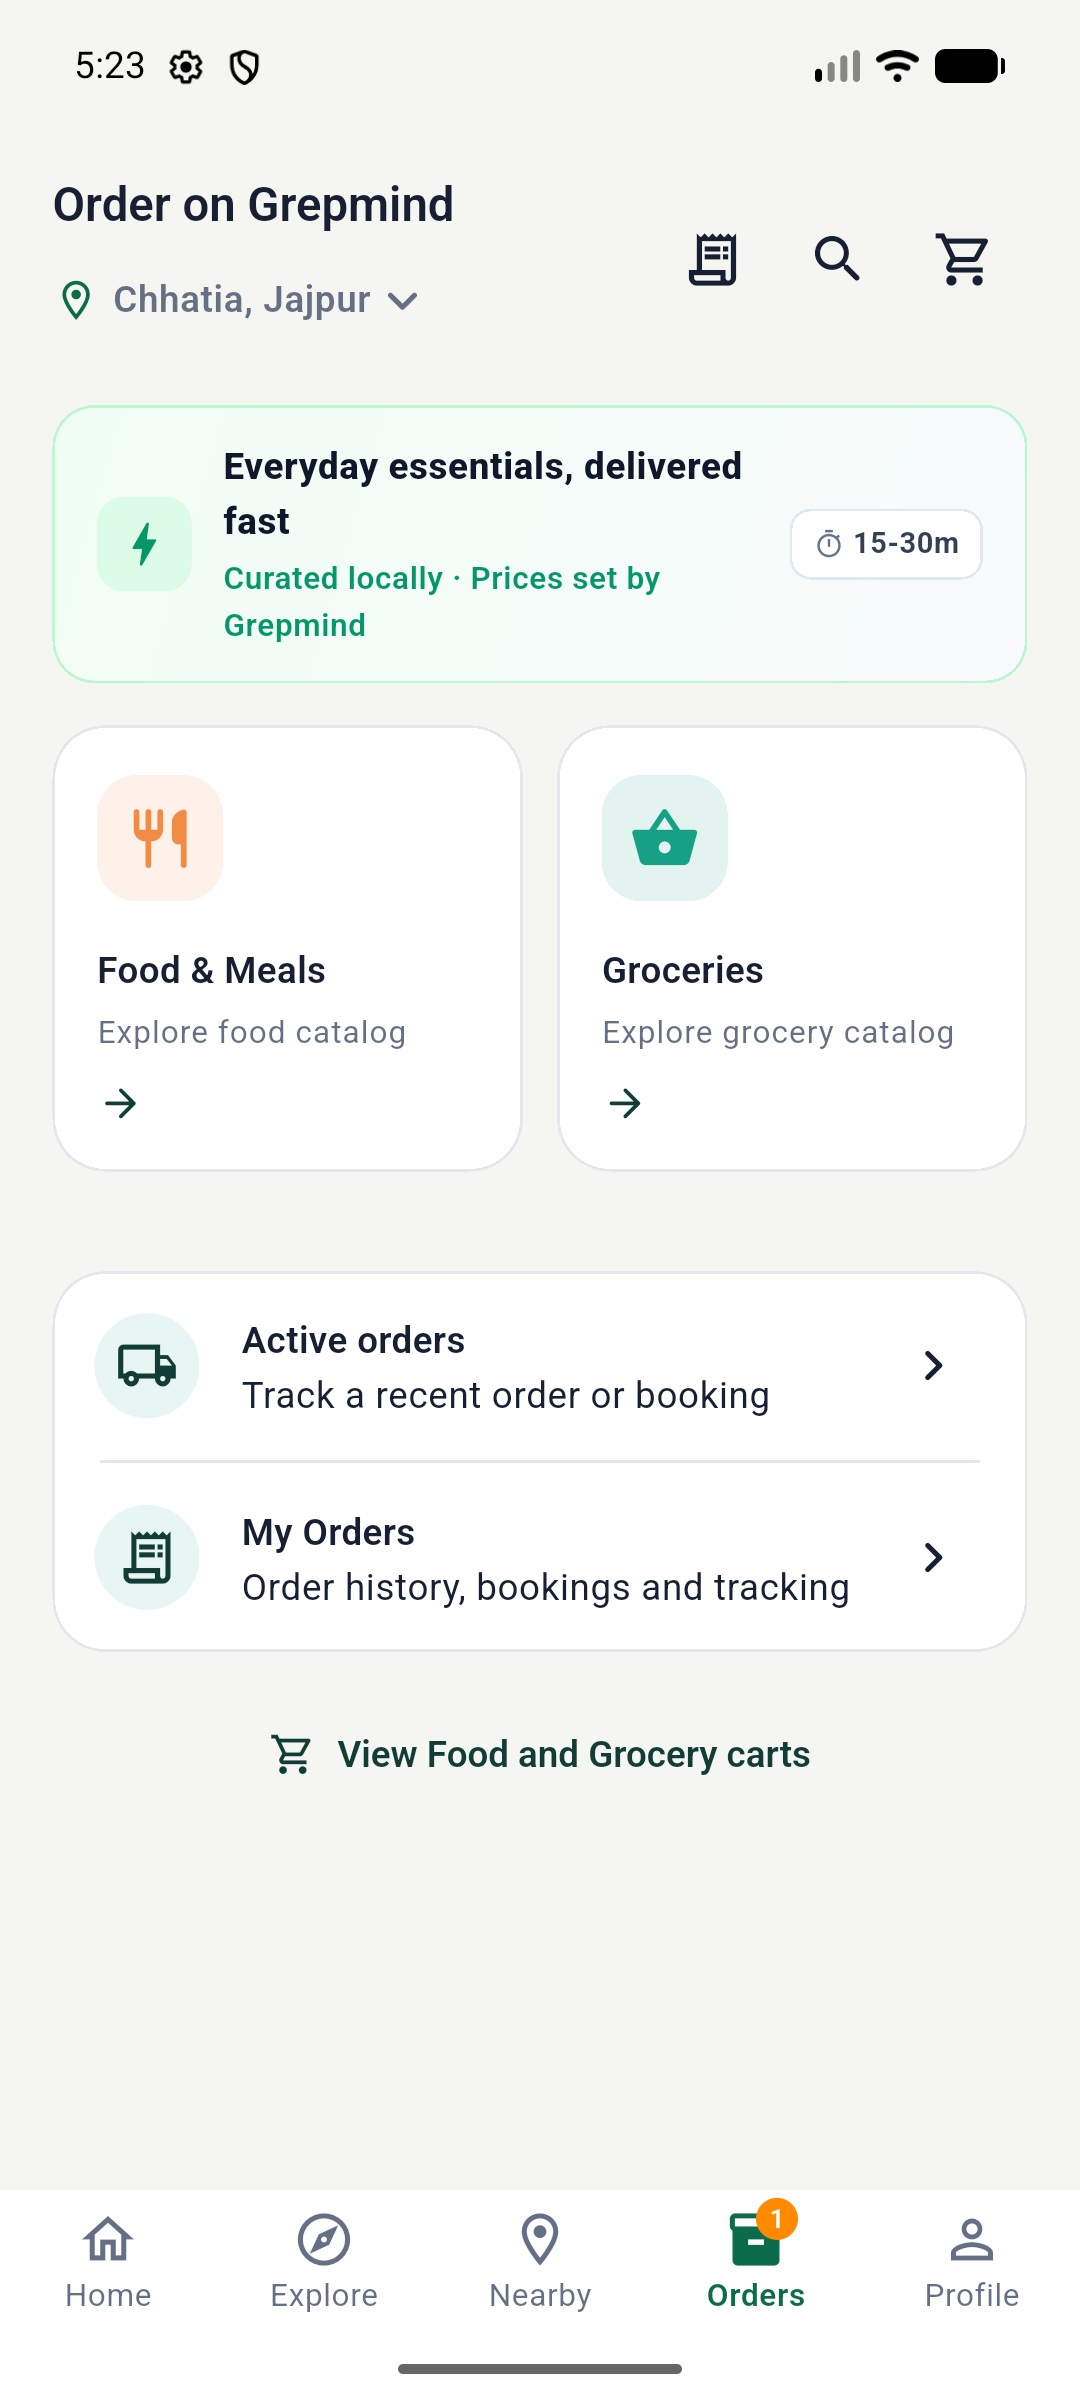 5:23
Order on Grepmind
Chhatia, Jajpur
Everyday essentials, delivered
fast
Curated locally · Prices set by
Grepmind
15-30m
Food & Meals
Explore food catalog
Groceries
Explore grocery catalog
Active orders
Track a recent order or booking
My Orders
Order history, bookings and tracking
View Food and Grocery carts
1
Home
Explore
Nearby
Orders
Profile